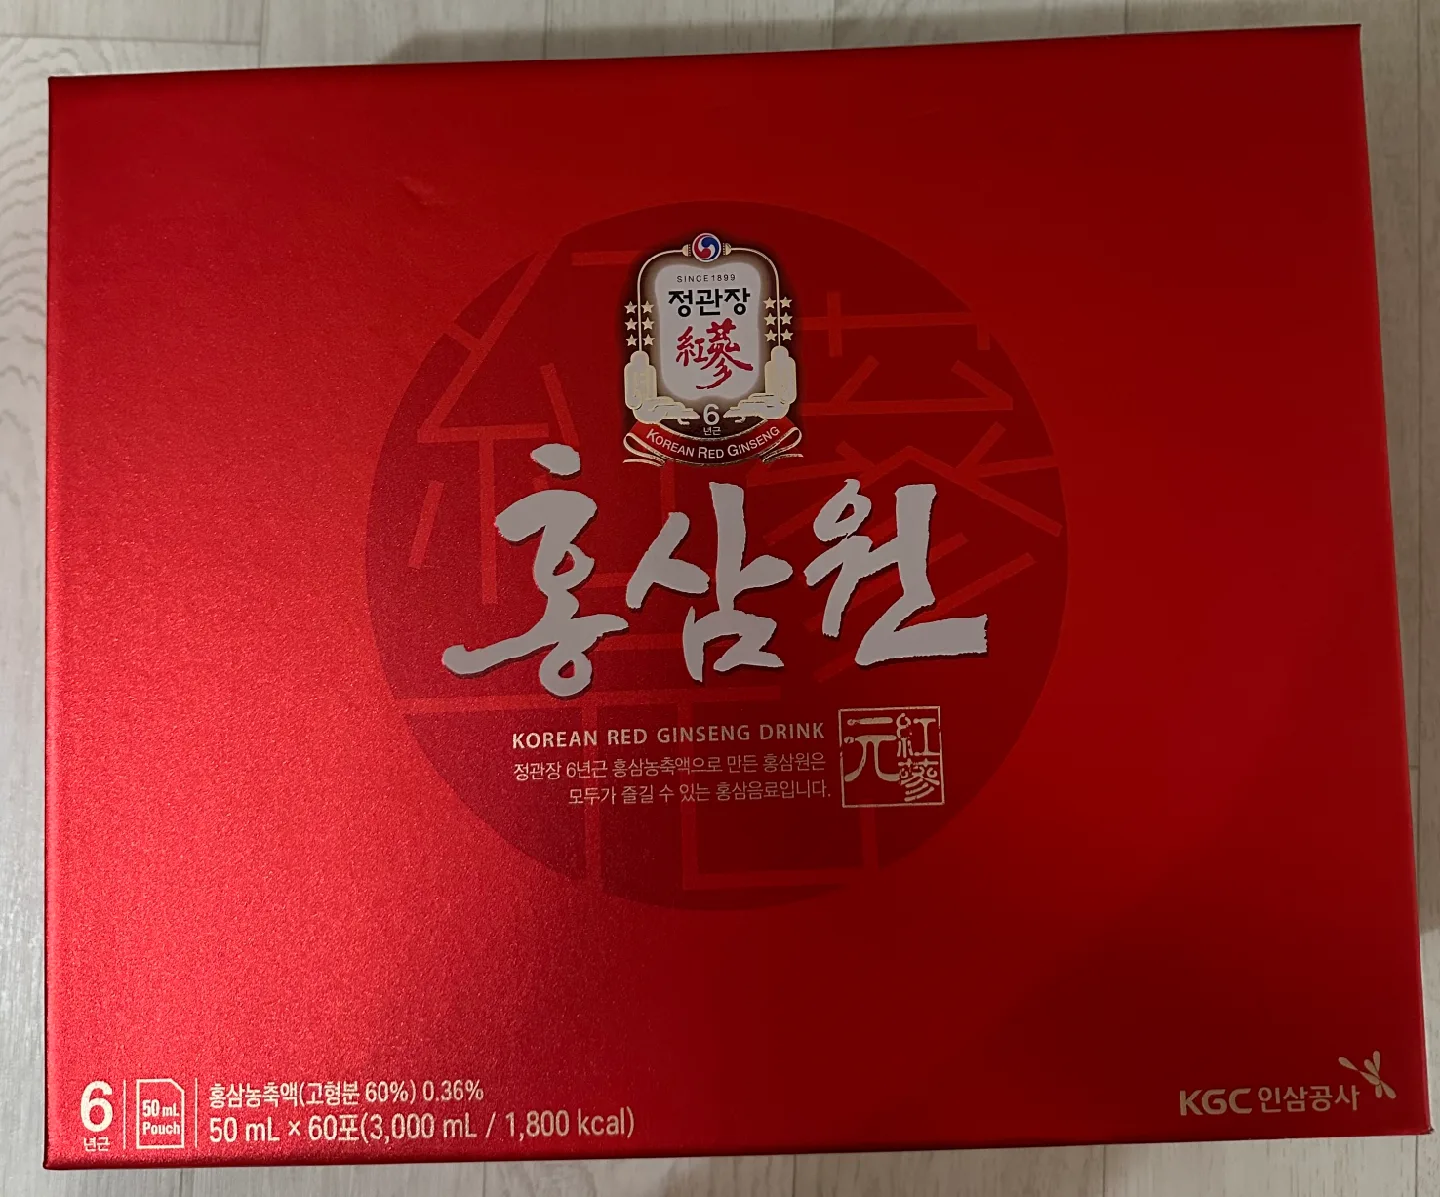 SINCE 1899
정관장
紅蔘
6
년근
KOREAN RED GINSENG
홍삼원
KOREAN RED GINSENG DRINK
정관장 6년근 홍삼농축액으로 만든 홍삼원은
모두가 즐길 수 있는 홍삼음료입니다.
紅蔘元
6
년근
50 mL
Pouch
홍삼농축액(고형분 60%) 0.36%
50 mL × 60포(3,000 mL / 1,800 kcal)
KGC 인삼공사